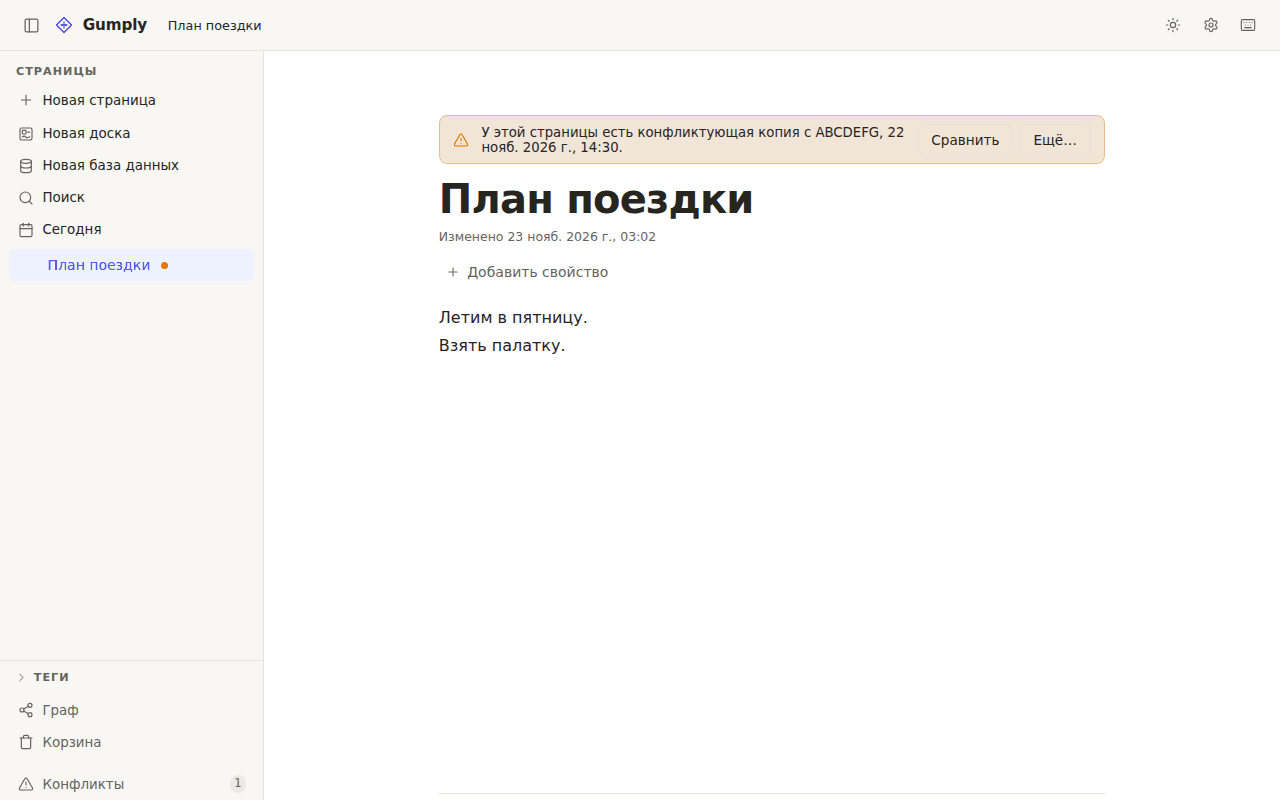 Gumply
План поездки
СТРАНИЦЫ
Новая страница
Новая доска
Новая база данных
Поиск
Сегодня
План поездки
ТЕГИ
Граф
Корзина
Конфликты
1
У этой страницы есть конфликтующая копия с ABCDEFG, 22
нояб. 2026 г., 14:30.
Сравнить
Ещё…
План поездки
Изменено 23 нояб. 2026 г., 03:02
Добавить свойство
Летим в пятницу.
Взять палатку.